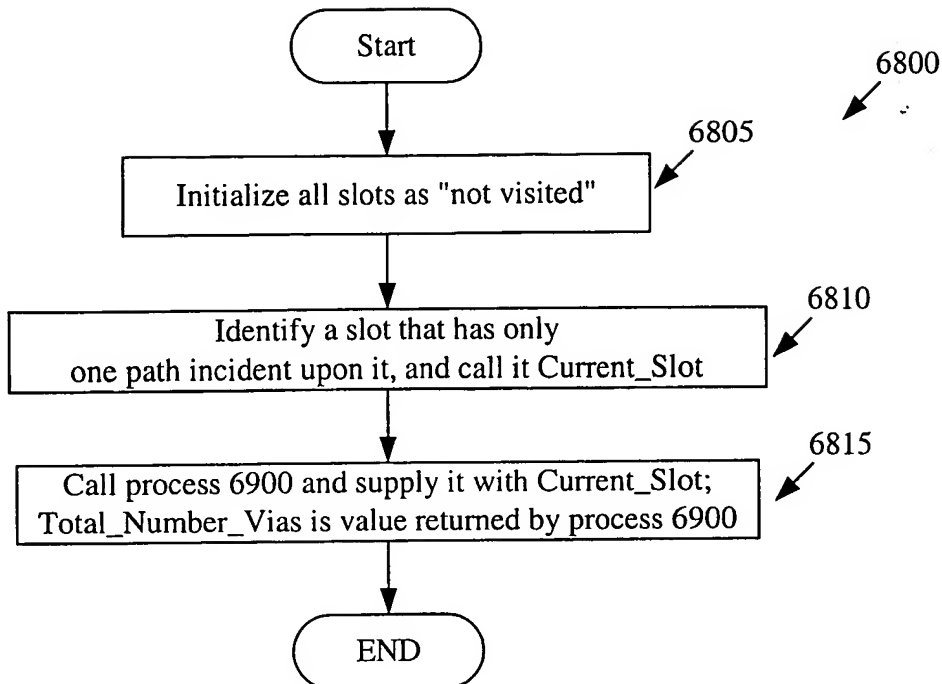 Start
6800
6805
Initialize all slots as "not visited"
6810
Identify a slot that has only
one path incident upon it, and call it Current_Slot
6815
Call process 6900 and supply it with Current_Slot;
Total_Number_Vias is value returned by process 6900
END